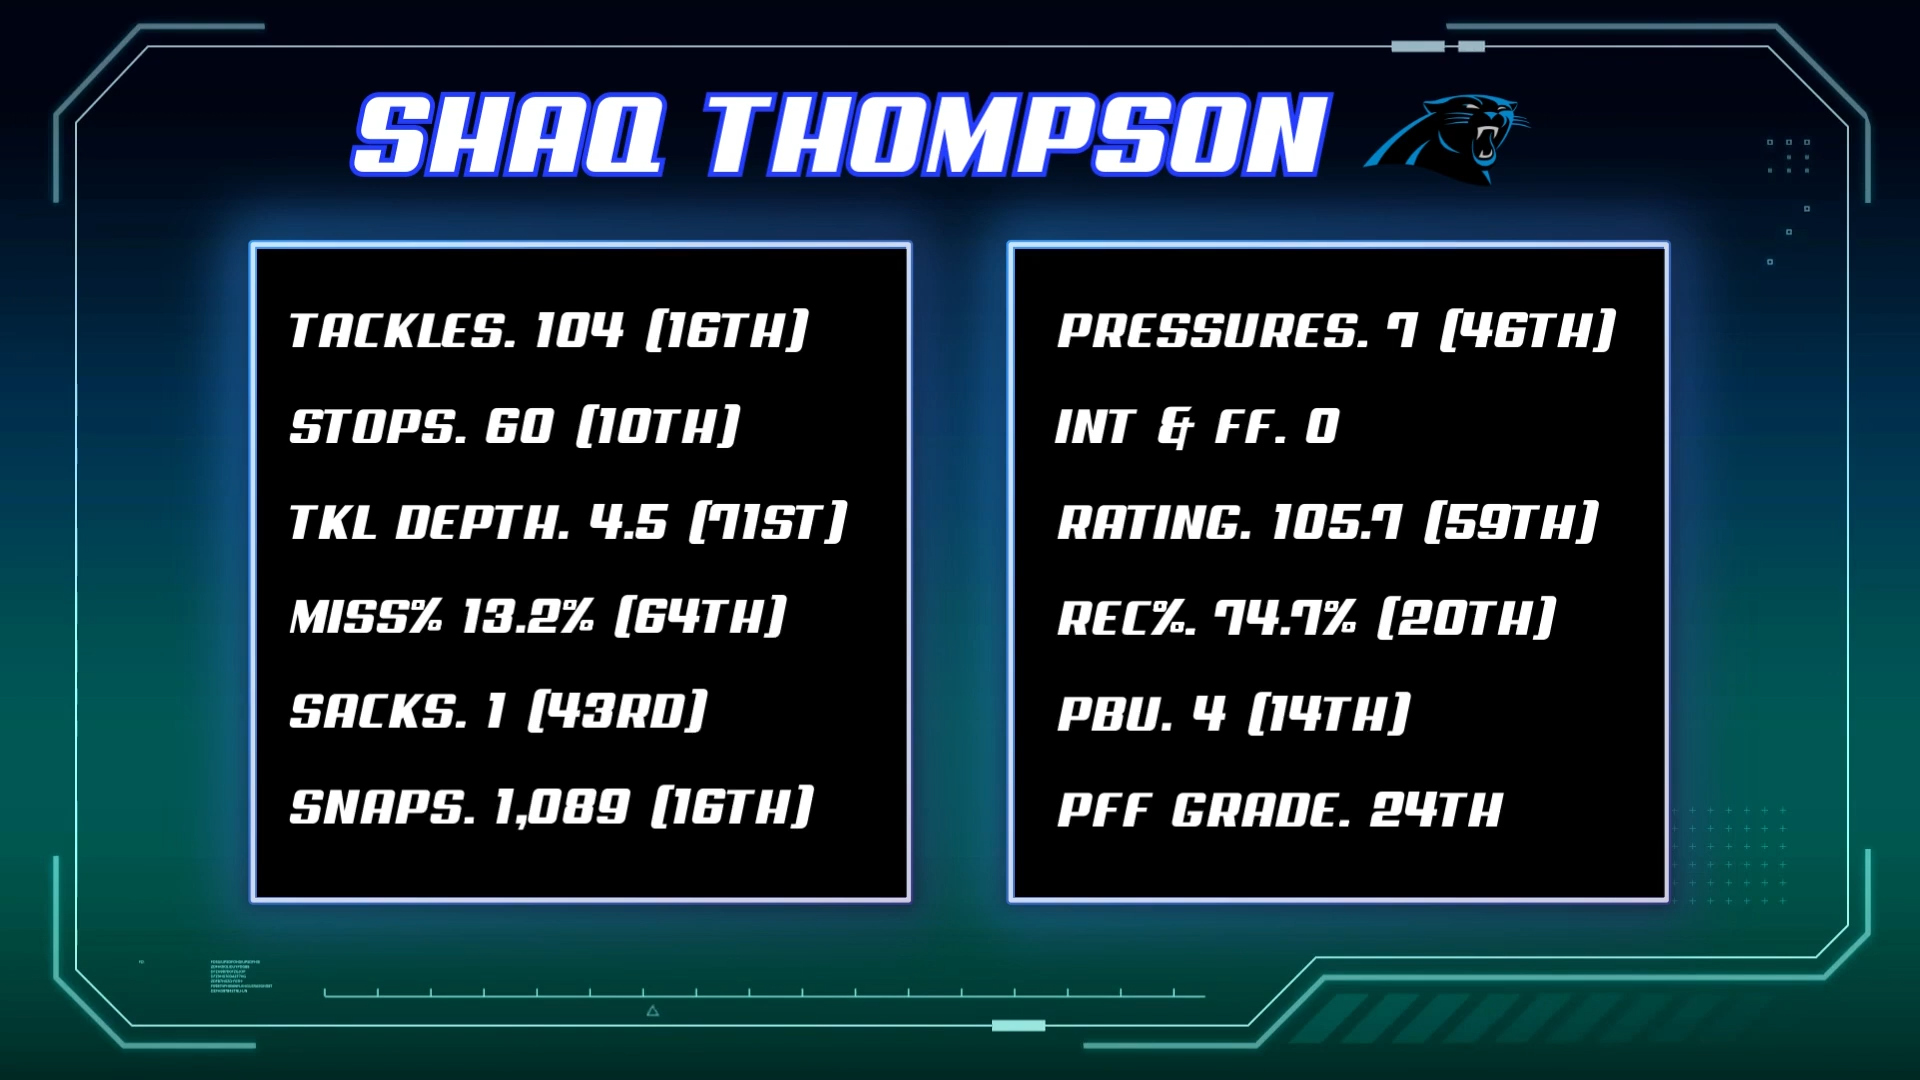 SHAQ THOMPSON
TACKLES. 104 (16TH)
STOPS. 60 (10TH)
TKL DEPTH. 4.5 (71ST)
MISS% 13.2% (64TH)
SACKS. 1 (43RD)
SNAPS. 1,089 (16TH)
PRESSURES. 7 (46TH)
INT & FF. 0
RATING. 105.7 (59TH)
REC%. 74.7% (20TH)
PBU. 4 (14TH)
PFF GRADE. 24TH